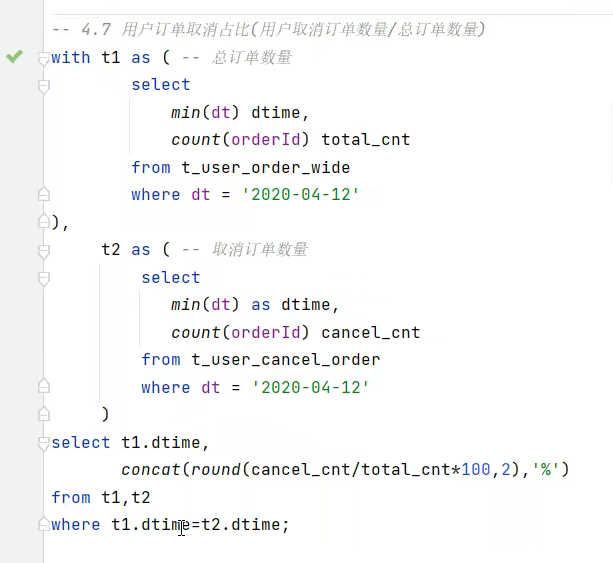 -- 4.7 用户订单取消占比(用户取消订单数量/总订单数量)
with t1 as ( -- 总订单数量
select
min(dt) dtime,
count(orderId) total_cnt
from t_user_order_wide
where dt = '2020-04-12'
),
t2 as ( -- 取消订单数量
select
min(dt) as dtime,
count(orderId) cancel_cnt
from t_user_cancel_order
where dt = '2020-04-12'
)
select t1.dtime,
concat(round(cancel_cnt/total_cnt*100,2),'%')
from t1,t2
where t1.dtime=t2.dtime;